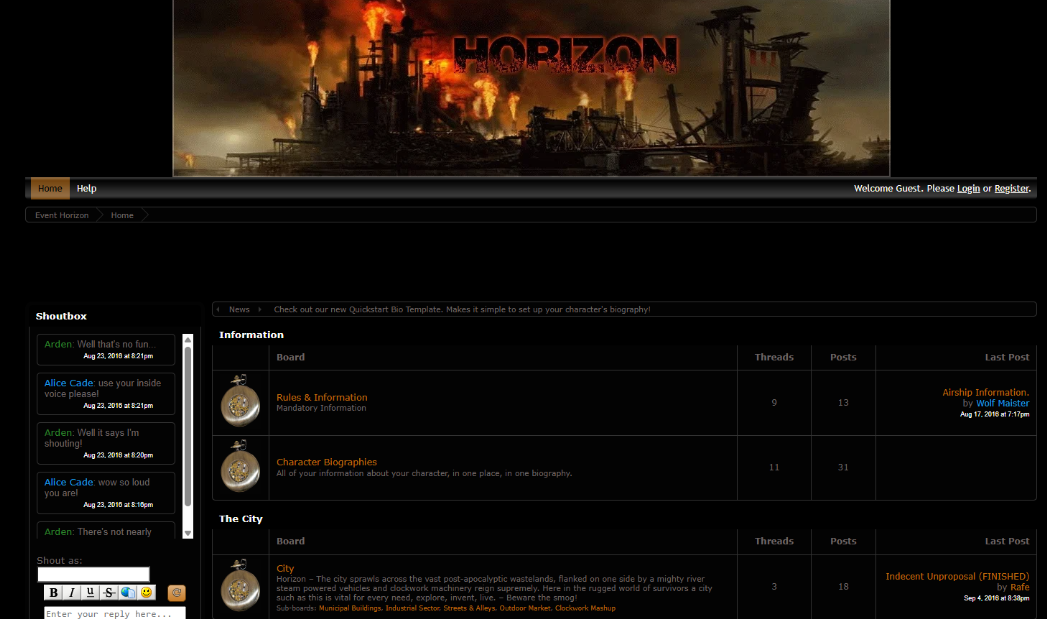 HORIZON
Home Help Welcome Guest. Please Login or Register.
Event Horizon Home
Shoutbox
Arden: Well that's no fun...
Aug 23, 2016 at 8:21pm
Alice Cade: use your inside
voice please!
Aug 23, 2016 at 8:21pm
Arden: Well it says I'm
shouting!
Aug 23, 2016 at 8:20pm
Alice Cade: wow so loud
you are!
Aug 23, 2016 at 8:16pm
Arden: There's not nearly
Shout as:
B I U S @
Enter your reply here...
News Check out our new Quickstart Bio Template. Makes it simple to set up your character's biography!
Information
Board Threads Posts Last Post
Rules & Information
Mandatory Information
9 13
Airship Information.
by Wolf Maister
Aug 17, 2016 at 7:17pm
Character Biographies
All of your information about your character, in one place, in one biography.
11 31
The City
Board Threads Posts Last Post
City
Horizon – The city sprawls across the vast post-apocalyptic wastelands, flanked on one side by a mighty river
steam powered vehicles and clockwork machinery reign supremely. Here in the rugged world of survivors a city
such as this is vital for every need, explore, invent, live. – Beware the smog!
Sub-boards: Municipal Buildings, Industrial Sector, Streets & Alleys, Outdoor Market, Clockwork Mashup
3 18
Indecent Unproposal (FINISHED)
by Rafe
Sep 4, 2016 at 8:38pm